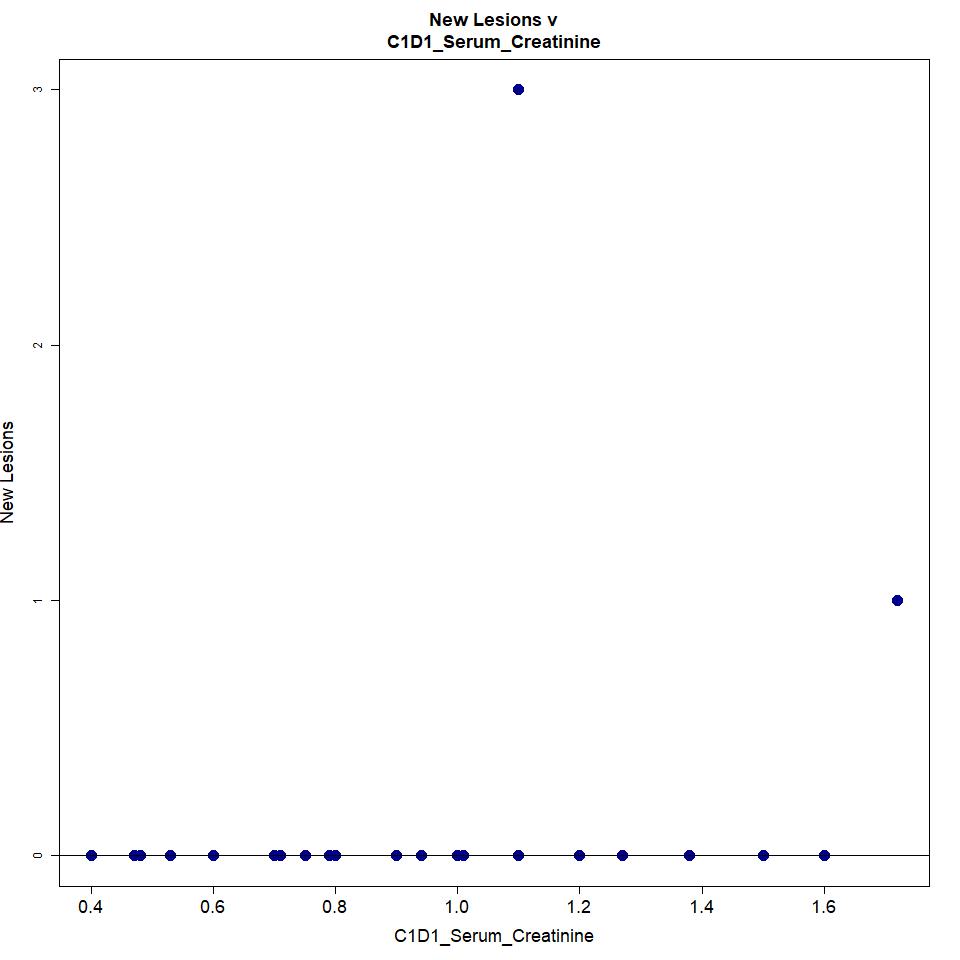 New Lesions v
C1D1_Serum_Creatinine
3
2
1
0
New Lesions
0.4 0.6 0.8 1.0 1.2 1.4 1.6
C1D1_Serum_Creatinine